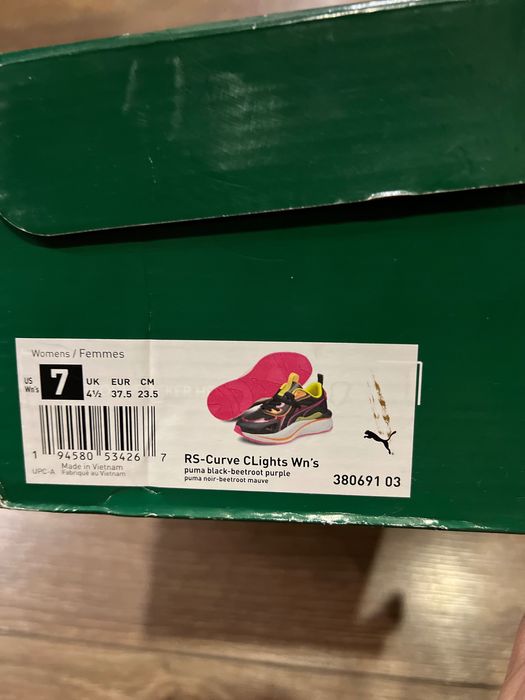 Womens / Femmes
US Wn's 7 UK 4½ EUR 37.5 CM 23.5
1 94580 53426 7
UPC-A Made in Vietnam
Fabriqué au Vietnam
RS-Curve CLights Wn's
puma black-beetroot purple
puma noir-beetroot mauve
380691 03